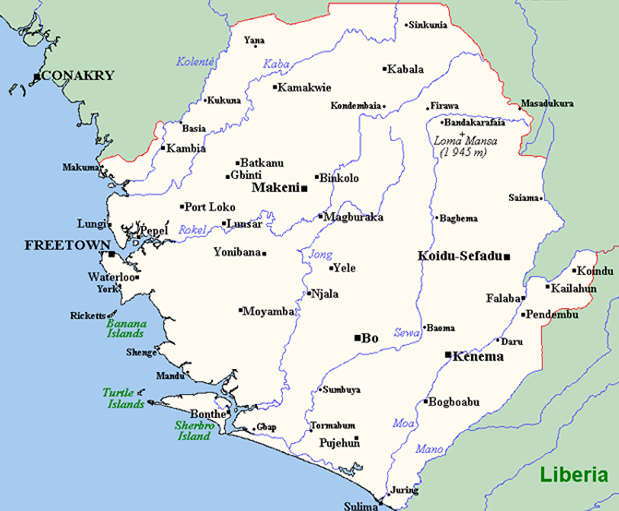 Sinkunia
Yana
Kolenté
Kaba
Kabala
CONAKRY
Kamakwie
Kukuna
Kondembaia
Firawa
Masadukura
Basia
Bandakarafaia
Loma Mansa
(1 945 m)
Kambia
Makuma
Batkanu
Gbinti
Binkolo
Makeni
Saiama
Port Loko
Magburaka
Bagbema
Lungi
Pepel
Rokel
Lunsar
FREETOWN
Yonibana
Jong
Koidu-Sefadu
Yele
Koindu
Waterloo
York
Kailahun
Njala
Falaba
Ricketts
Banana
Islands
Moyamba
Pendembu
Sewa
Baoma
Bo
Daru
Shenge
Kenema
Mandu
Turtle
Islands
Sumbuya
Bogboabu
Bonthe
Sherbro
Island
Gbap
Tormabum
Moa
Pujehun
Mano
Liberia
Juring
Sulima